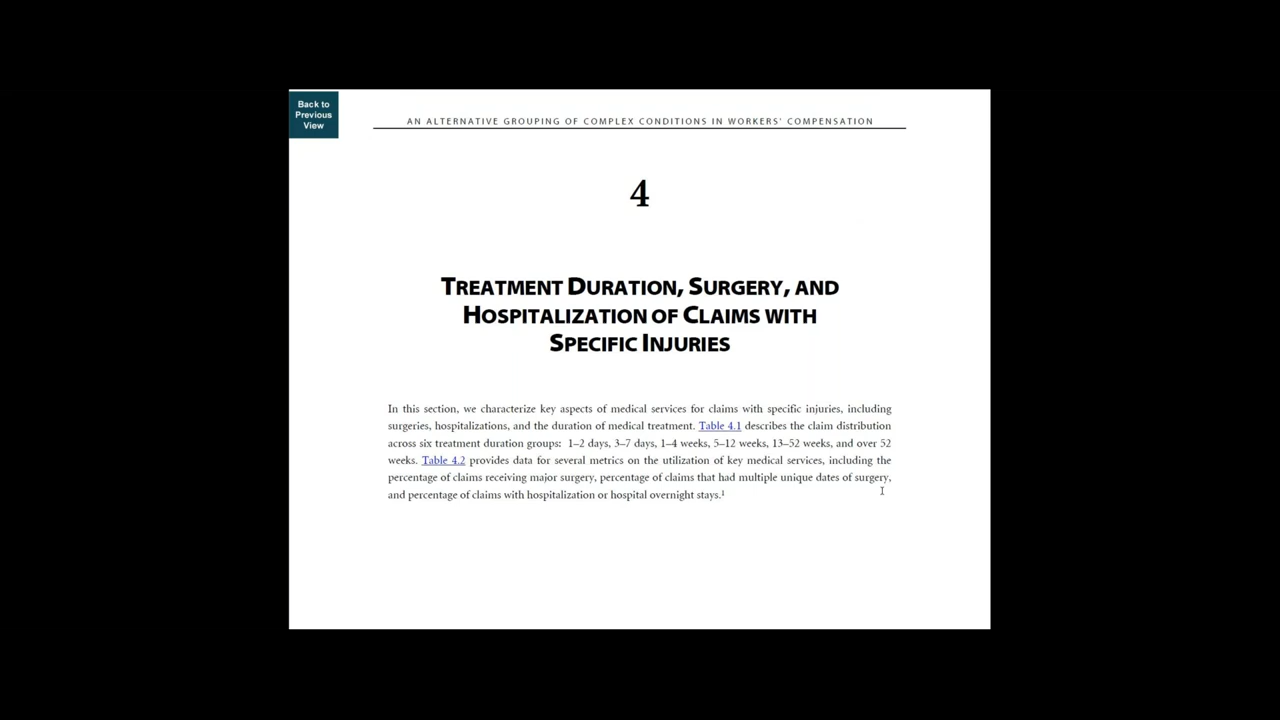 Back to
Previous
View
AN ALTERNATIVE GROUPING OF COMPLEX CONDITIONS IN WORKERS' COMPENSATION
4
TREATMENT DURATION, SURGERY, AND
HOSPITALIZATION OF CLAIMS WITH
SPECIFIC INJURIES
In this section, we characterize key aspects of medical services for claims with specific injuries, including
surgeries, hospitalizations, and the duration of medical treatment. Table 4.1 describes the claim distribution
across six treatment duration groups: 1–2 days, 3–7 days, 1–4 weeks, 5–12 weeks, 13–52 weeks, and over 52
weeks. Table 4.2 provides data for several metrics on the utilization of key medical services, including the
percentage of claims receiving major surgery, percentage of claims that had multiple unique dates of surgery,
and percentage of claims with hospitalization or hospital overnight stays.¹